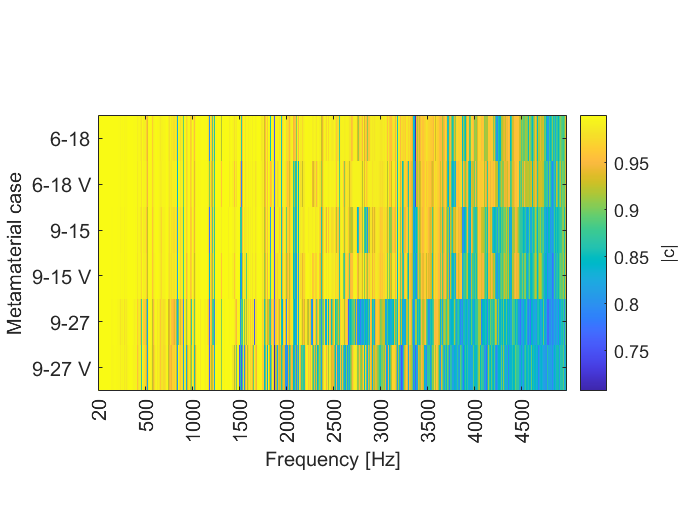 Metamaterial case
6-18
6-18 V
9-15
9-15 V
9-27
9-27 V
20 500 1000 1500 2000 2500 3000 3500 4000 4500
Frequency [Hz]
0.95
0.9
0.85
0.8
0.75
|c|